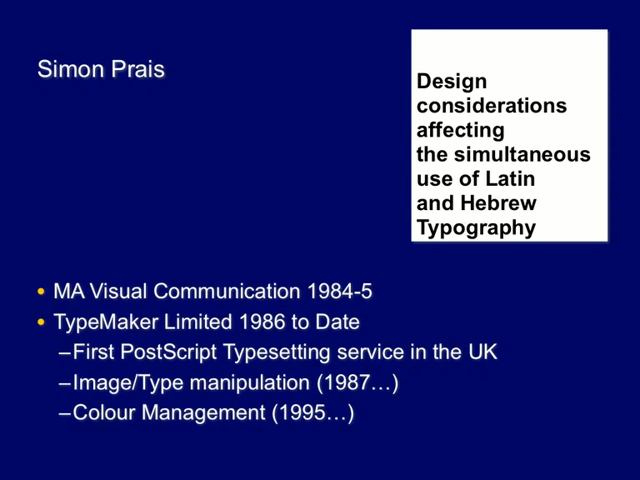 Simon Prais
Design
considerations
affecting
the simultaneous
use of Latin
and Hebrew
Typography
• MA Visual Communication 1984-5
• TypeMaker Limited 1986 to Date
–First PostScript Typesetting service in the UK
–Image/Type manipulation (1987…)
–Colour Management (1995…)